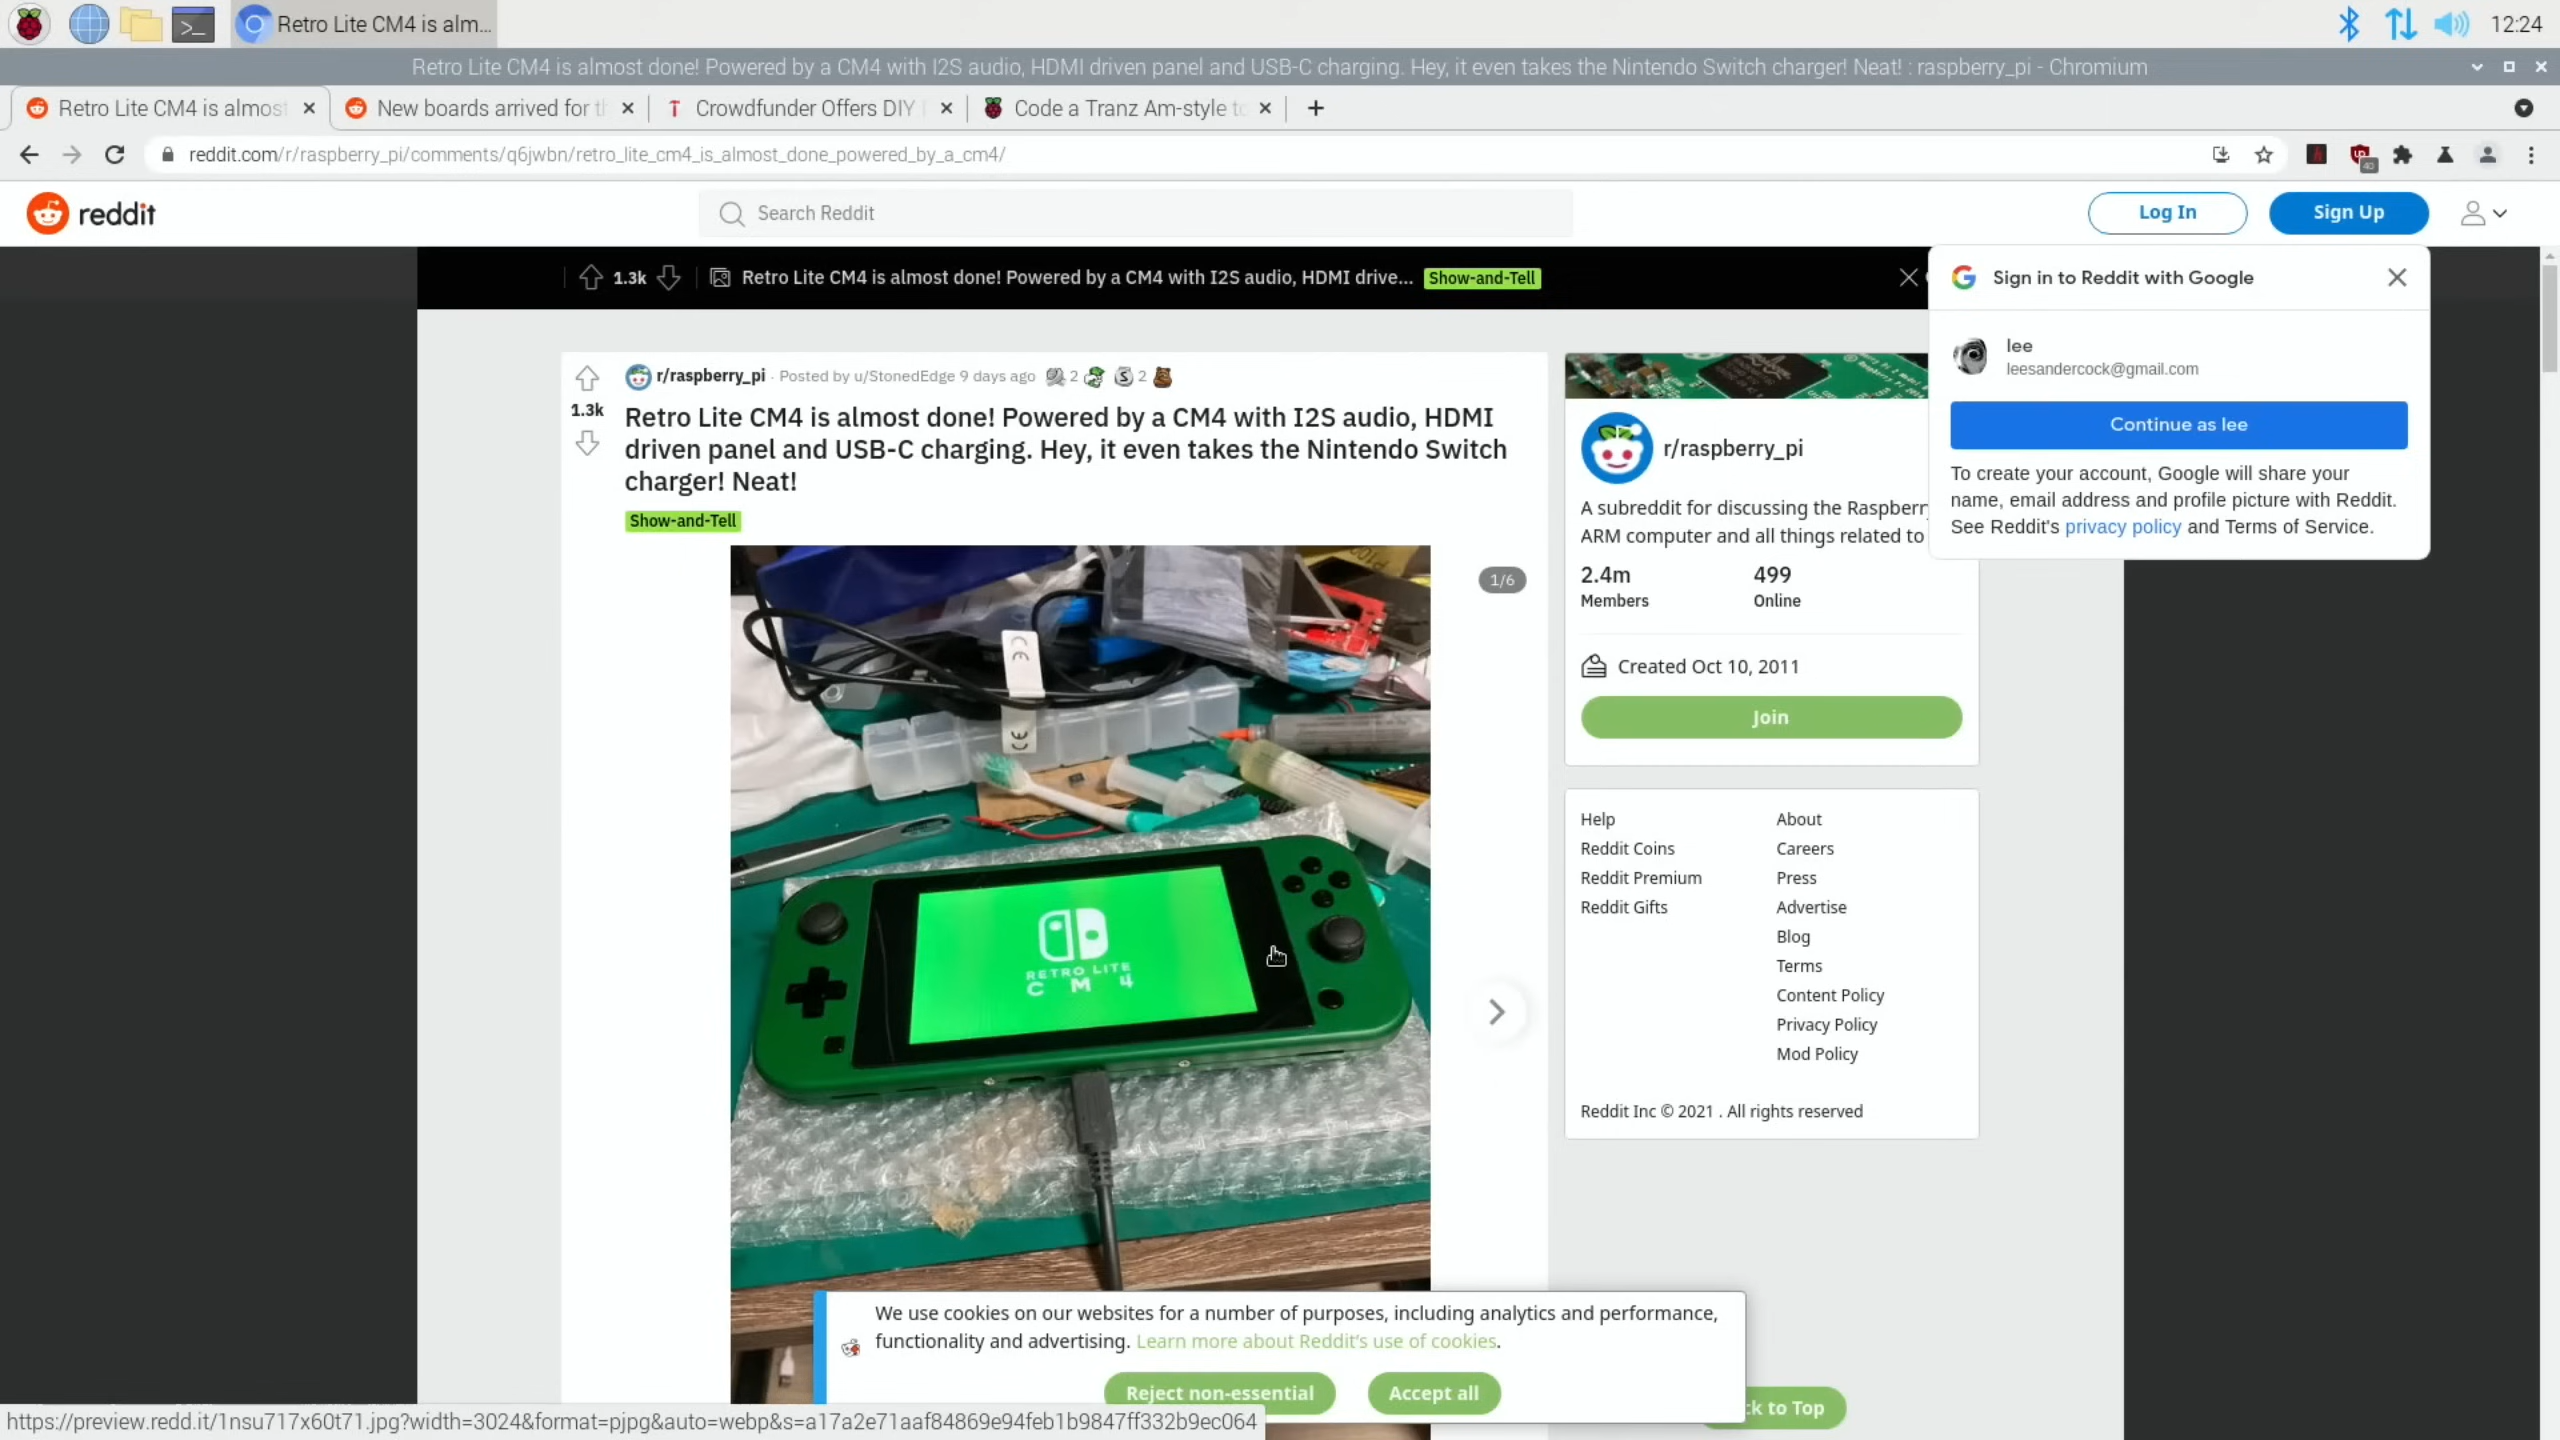 Retro Lite CM4 is alm...
12:24
Retro Lite CM4 is almost done! Powered by a CM4 with I2S audio, HDMI driven panel and USB-C charging. Hey, it even takes the Nintendo Switch charger! Neat! : raspberry_pi - Chromium
Retro Lite CM4 is almost
New boards arrived for th
Crowdfunder Offers DIY
Code a Tranz Am-style to
reddit.com/r/raspberry_pi/comments/q6jwbn/retro_lite_cm4_is_almost_done_powered_by_a_cm4/
40
reddit
Search Reddit
Log In
Sign Up
1.3k
Retro Lite CM4 is almost done! Powered by a CM4 with I2S audio, HDMI drive...
Show-and-Tell
Sign in to Reddit with Google
lee
leesandercock@gmail.com
Continue as lee
To create your account, Google will share your
name, email address and profile picture with Reddit.
See Reddit's privacy policy and Terms of Service.
r/raspberry_pi · Posted by u/StonedEdge 9 days ago
2
S 2
1.3k
Retro Lite CM4 is almost done! Powered by a CM4 with I2S audio, HDMI
driven panel and USB-C charging. Hey, it even takes the Nintendo Switch
charger! Neat!
Show-and-Tell
1/6
CE
CE
RETRO LITE
C M 4
r/raspberry_pi
A subreddit for discussing the Raspberr
ARM computer and all things related to
2.4m
Members
499
Online
Created Oct 10, 2011
Join
Help
Reddit Coins
Reddit Premium
Reddit Gifts
About
Careers
Press
Advertise
Blog
Terms
Content Policy
Privacy Policy
Mod Policy
Reddit Inc © 2021 . All rights reserved
We use cookies on our websites for a number of purposes, including analytics and performance,
functionality and advertising. Learn more about Reddit's use of cookies.
Reject non-essential
Accept all
ck to Top
https://preview.redd.it/1nsu717x60t71.jpg?width=3024&format=pjpg&auto=webp&s=a17a2e71aaf84869e94feb1b9847ff332b9ec064